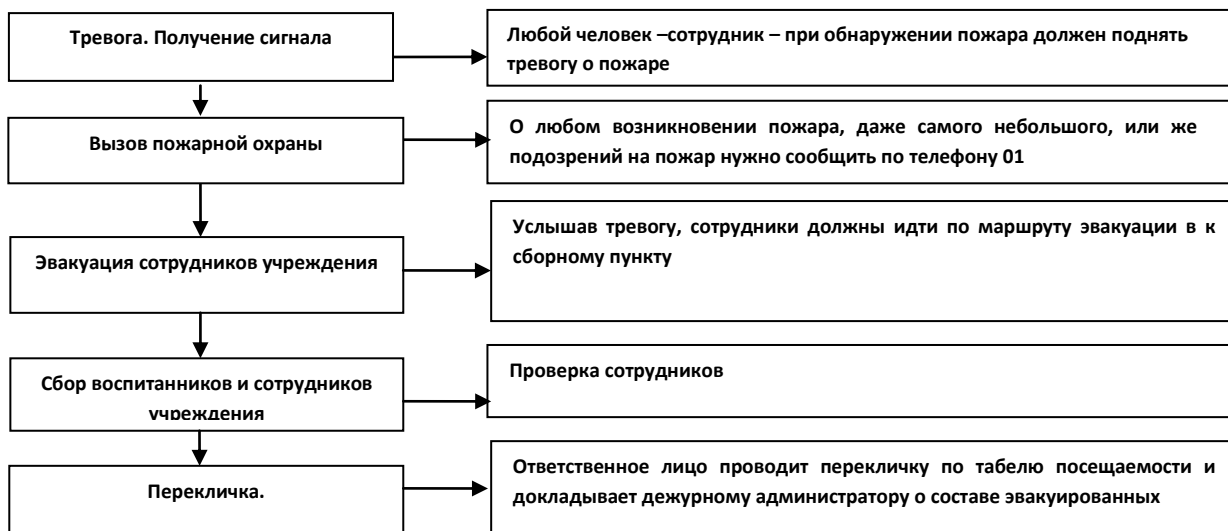 Тревога. Получение сигнала
Любой человек –сотрудник – при обнаружении пожара должен поднять
тревогу о пожаре
Вызов пожарной охраны
О любом возникновении пожара, даже самого небольшого, или же
подозрений на пожар нужно сообщить по телефону 01
Эвакуация сотрудников учреждения
Услышав тревогу, сотрудники должны идти по маршруту эвакуации в к
сборному пункту
Сбор воспитанников и сотрудников
учреждения
Проверка сотрудников
Перекличка.
Ответственное лицо проводит перекличку по табелю посещаемости и
докладывает дежурному администратору о составе эвакуированных